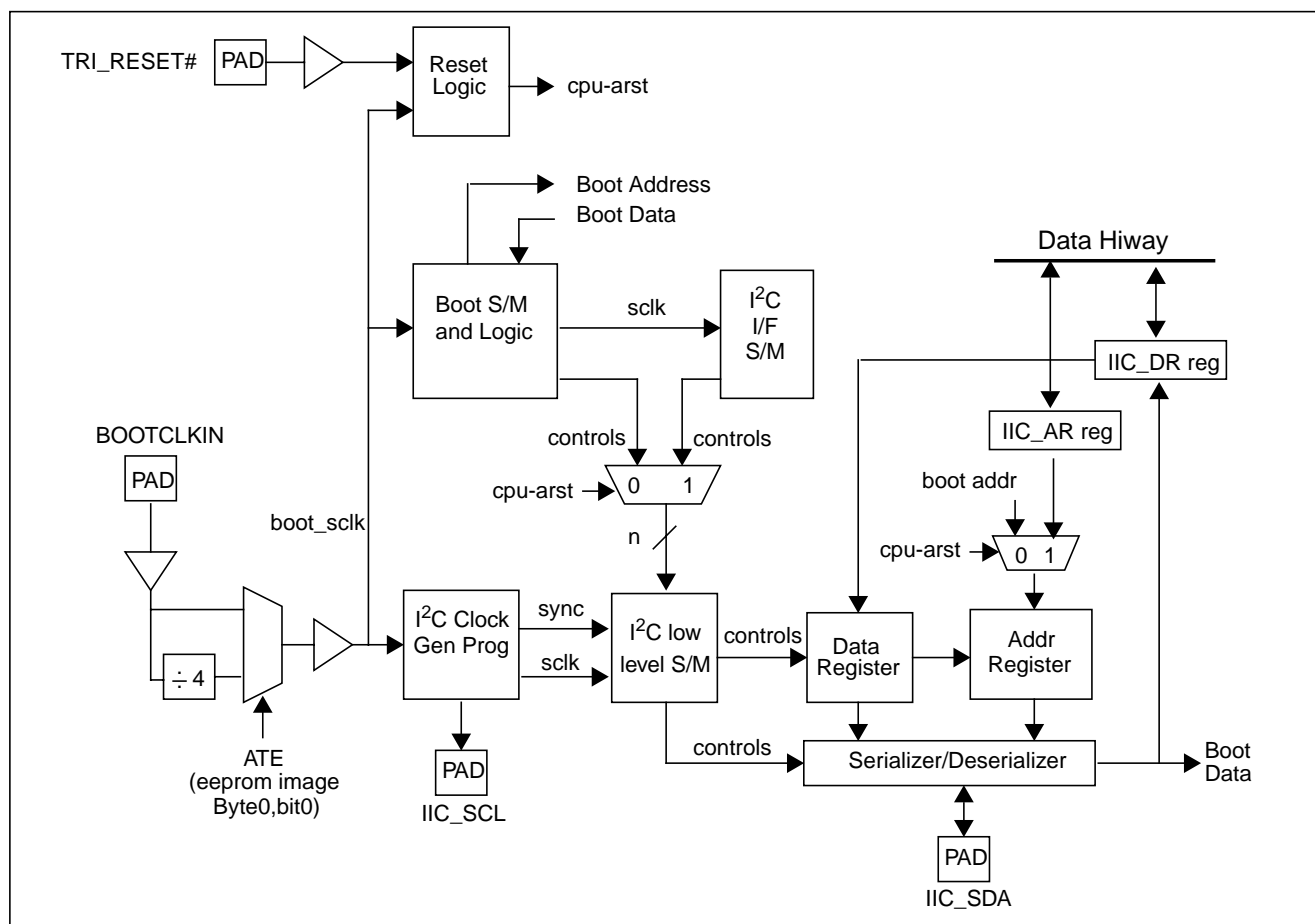 TRI_RESET#
PAD
Reset
Logic
cpu-arst
Boot Address
Boot Data
Data Hiway
Boot S/M
and Logic
sclk
I²C
I/F
S/M
IIC_DR reg
IIC_AR reg
BOOTCLKIN
PAD
controls
controls
cpu-arst
0 1
boot addr
boot_sclk
n
cpu-arst
0 1
I²C Clock
Gen Prog
sync
sclk
I²C low
level S/M
controls
Data
Register
Addr
Register
÷ 4
ATE
(eeprom image
Byte0,bit0)
PAD
IIC_SCL
controls
Serializer/Deserializer
Boot
Data
PAD
IIC_SDA